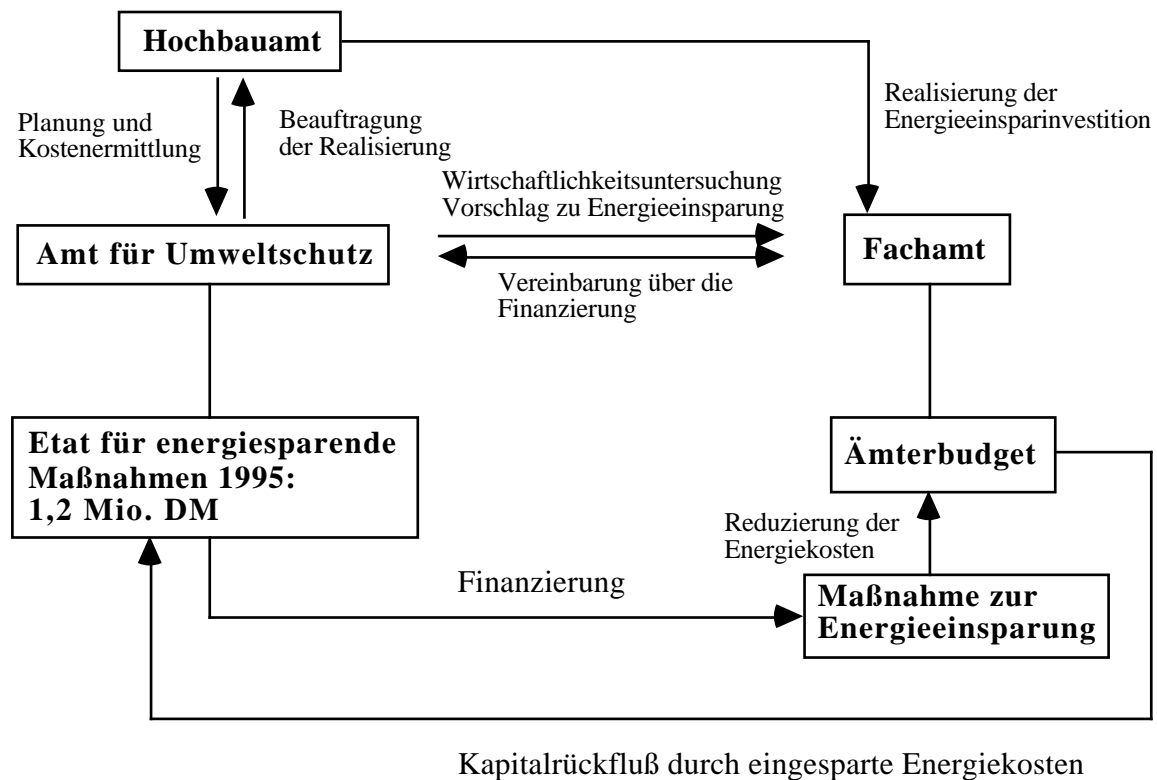 Hochbauamt
Planung und
Kostenermittlung
Beauftragung
der Realisierung
Realisierung der
Energieeinsparinvestition
Wirtschaftlichkeitsuntersuchung
Vorschlag zu Energieeinsparung
Amt für Umweltschutz
Fachamt
Vereinbarung über die
Finanzierung
Etat für energiesparende
Maßnahmen 1995:
1,2 Mio. DM
Ämterbudget
Reduzierung der
Energiekosten
Finanzierung
Maßnahme zur
Energieeinsparung
Kapitalrückfluß durch eingesparte Energiekosten